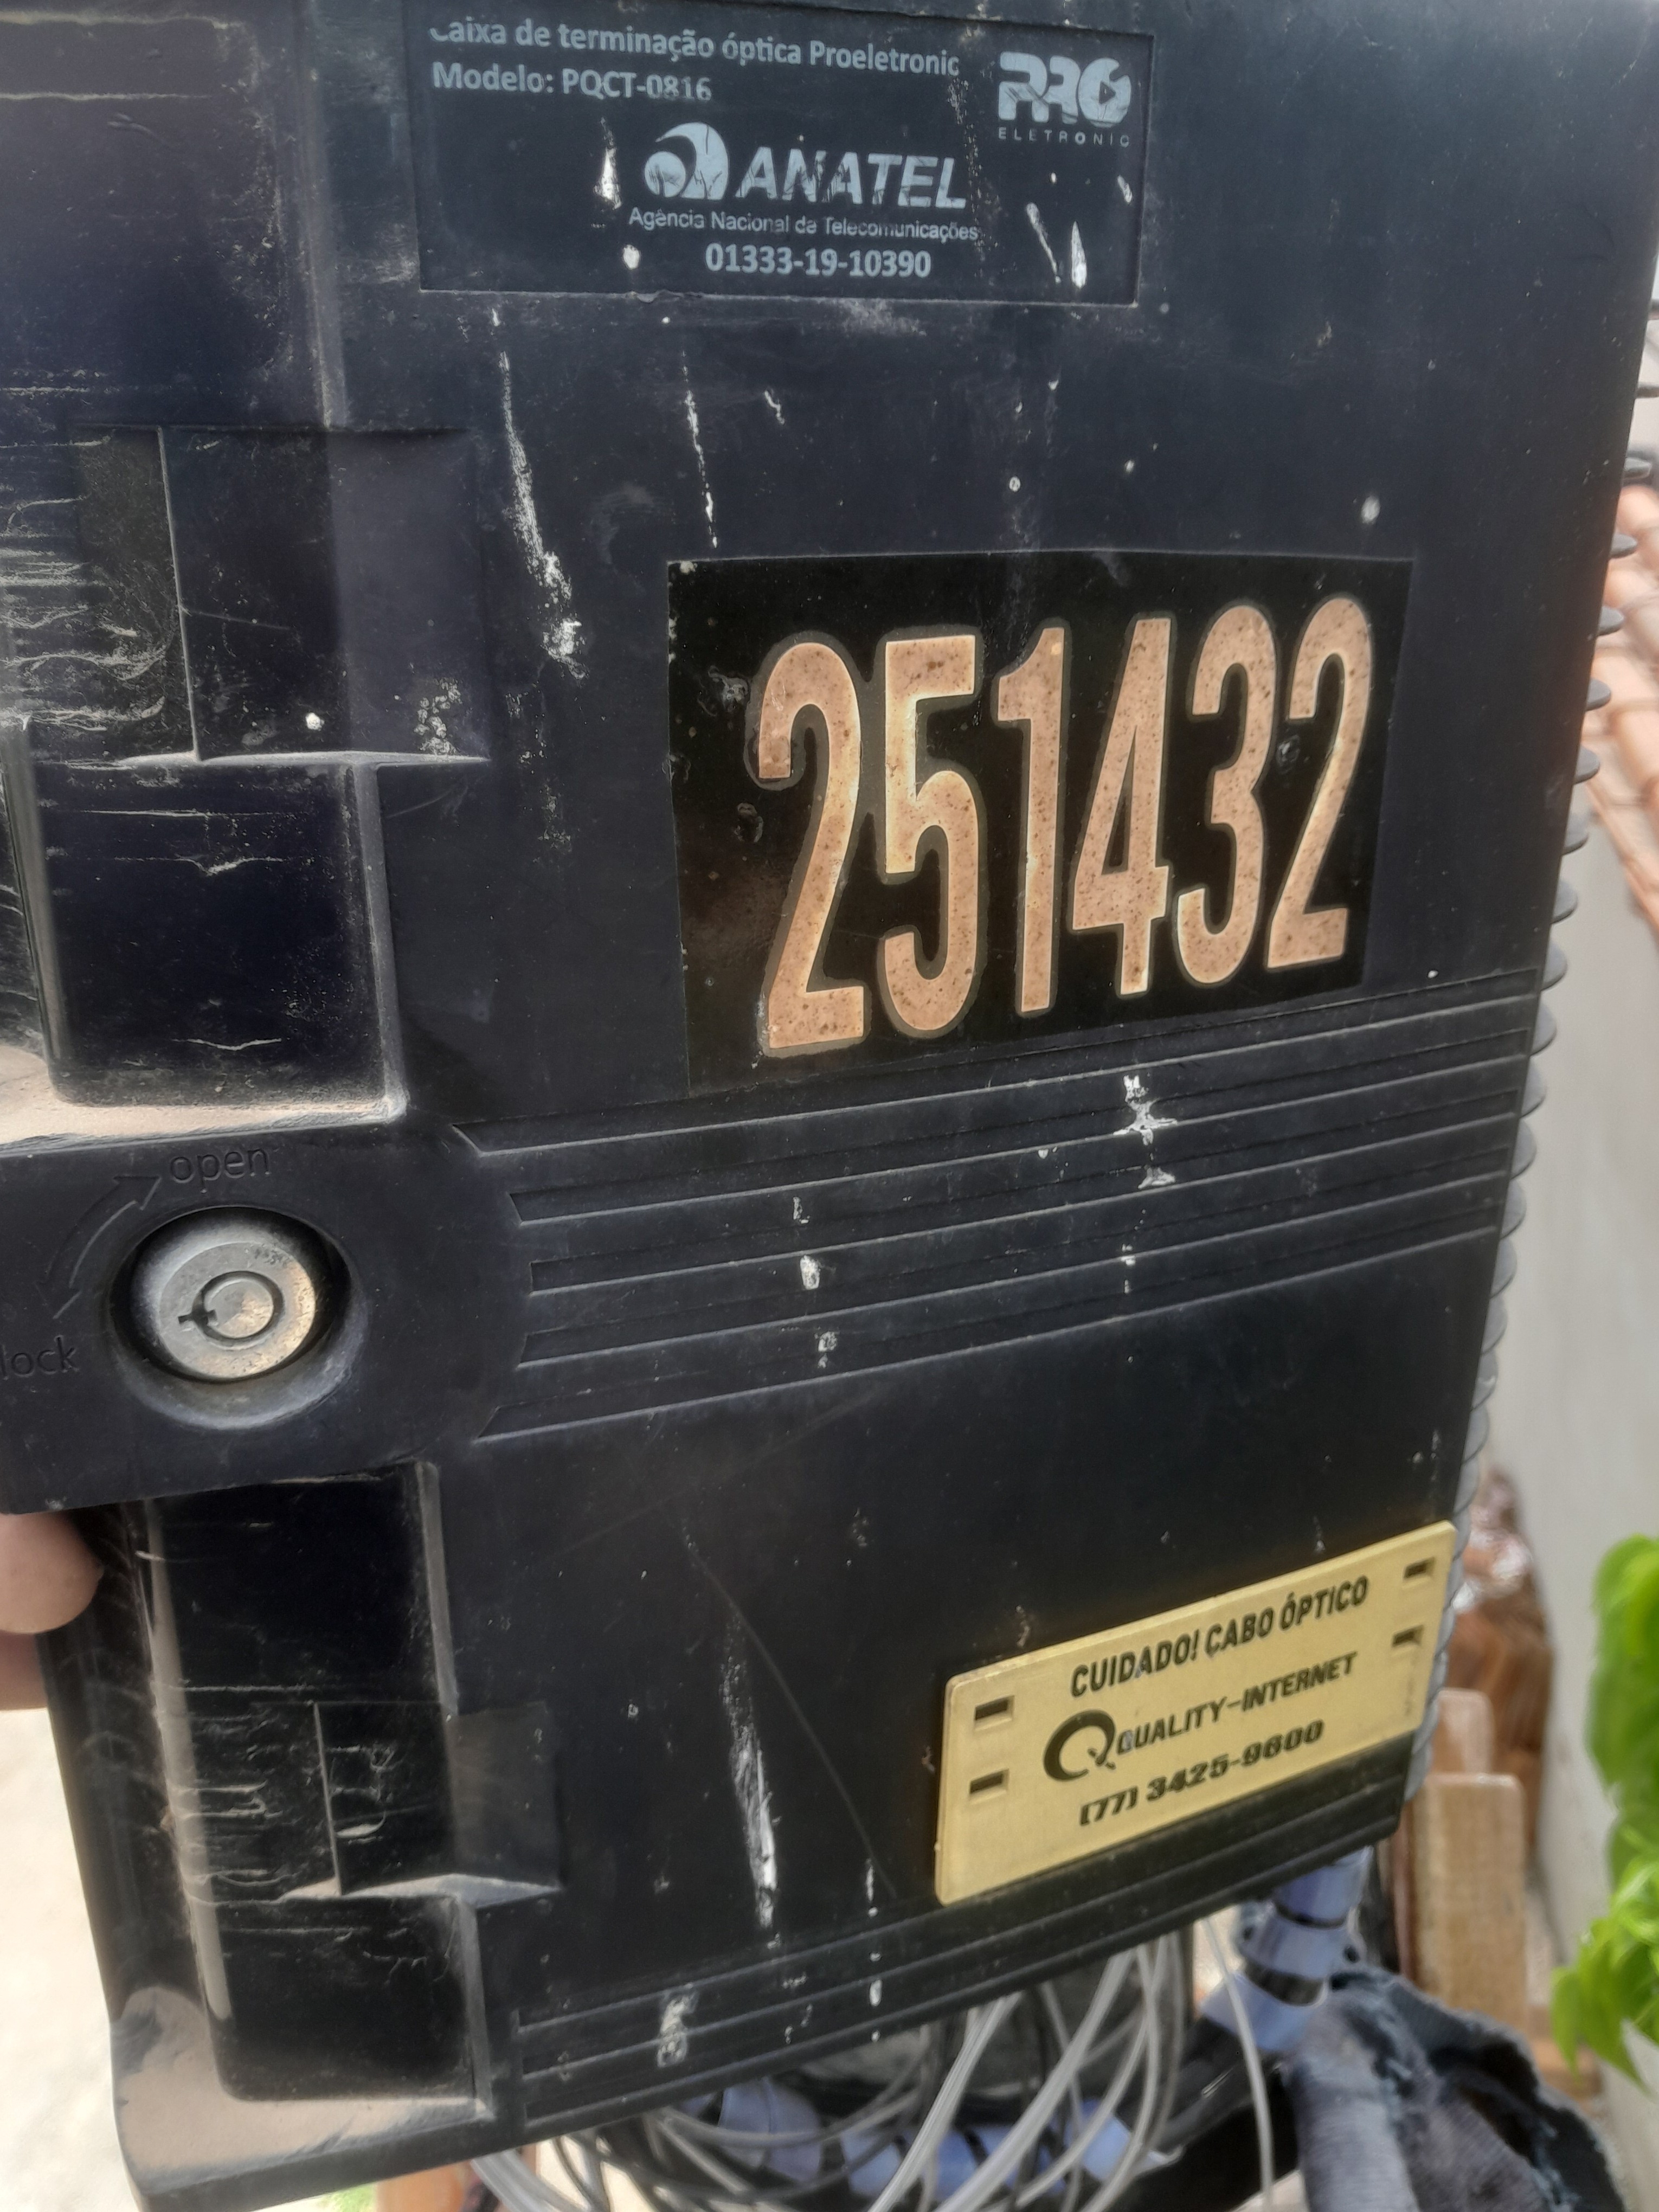 Caixa de terminação óptica Proeletronic
Modelo: PQCT-0816
PRO
ELETRONIC
ANATEL
Agência Nacional de Telecomunicações
01333-19-10390
251432
open
lock
CUIDADO! CABO ÓPTICO
QUALITY-INTERNET
(77) 3425-9600